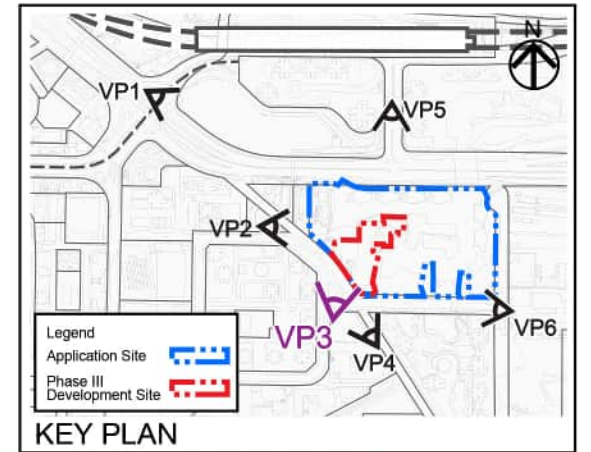 N
VP1
VP5
VP2
VP3
VP4
VP6
Legend
Application Site
Phase III
Development Site
KEY PLAN